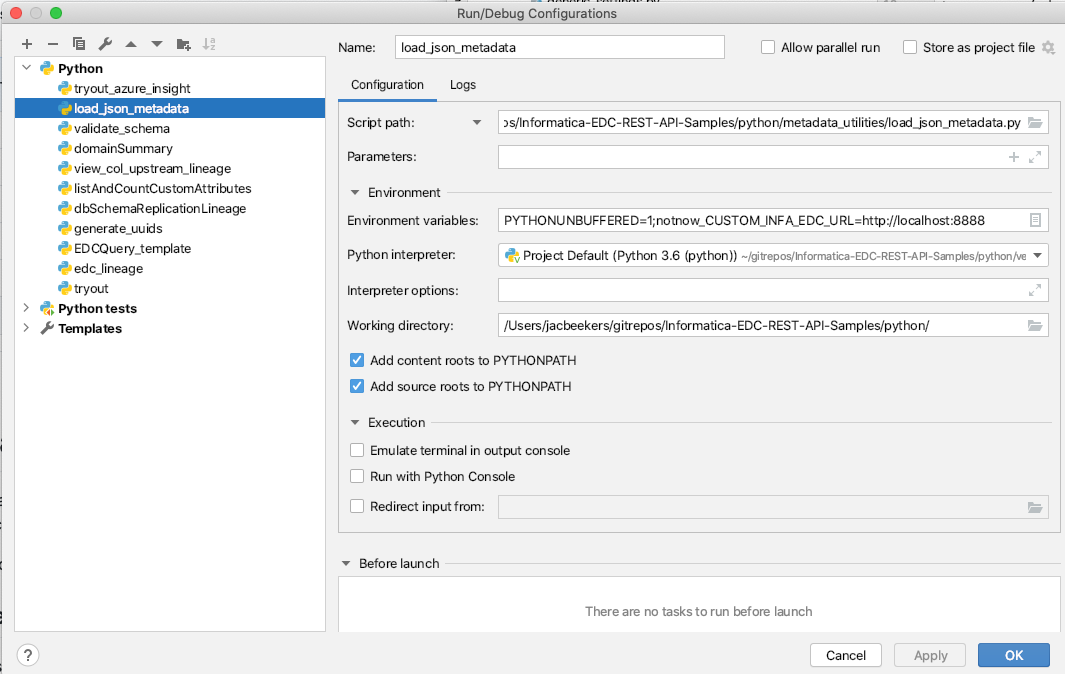 Run/Debug Configurations
Name: load_json_metadata Allow parallel run Store as project file
Python
tryout_azure_insight
load_json_metadata
validate_schema
domainSummary
view_col_upstream_lineage
listAndCountCustomAttributes
dbSchemaReplicationLineage
generate_uuids
EDCQuery_template
edc_lineage
tryout
Python tests
Templates
Configuration Logs
Script path: os/Informatica-EDC-REST-API-Samples/python/metadata_utilities/load_json_metadata.py
Parameters:
Environment
Environment variables: PYTHONUNBUFFERED=1;notnow_CUSTOM_INFA_EDC_URL=http://localhost:8888
Python interpreter: Project Default (Python 3.6 (python)) ~/gitrepos/Informatica-EDC-REST-API-Samples/python/ve
Interpreter options:
Working directory: /Users/jacbeekers/gitrepos/Informatica-EDC-REST-API-Samples/python/
Add content roots to PYTHONPATH
Add source roots to PYTHONPATH
Execution
Emulate terminal in output console
Run with Python Console
Redirect input from:
Before launch
There are no tasks to run before launch
? Cancel Apply OK